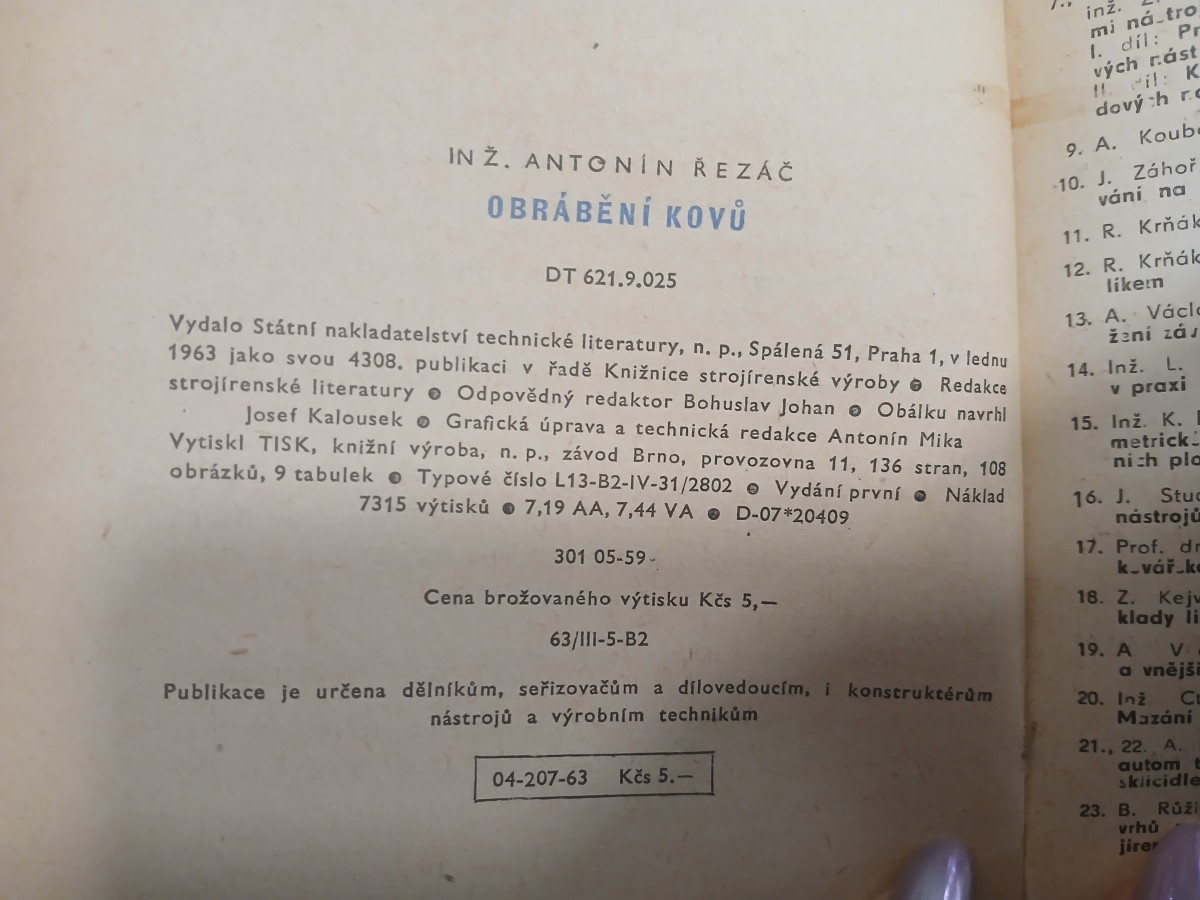 INŽ. ANTONÍN ŘEZÁČ
OBRÁBĚNÍ KOVŮ
DT 621.9.025
Vydalo Státní nakladatelství technické literatury, n. p., Spálená 51, Praha 1, v lednu
1963 jako svou 4308. publikaci v řadě Knižnice strojírenské výroby ● Redakce
strojírenské literatury ● Odpovědný redaktor Bohuslav Johan ● Obálku navrhl
Josef Kalousek ● Grafická úprava a technická redakce Antonín Mika
Vytiskl TISK, knižní výroba, n. p., závod Brno, provozovna 11, 136 stran, 108
obrázků, 9 tabulek ● Typové číslo L13-B2-IV-31/2802 ● Vydání první ● Náklad
7315 výtisků ● 7,19 AA, 7,44 VA ● D-07*20409
301 05-59
Cena brožovaného výtisku Kčs 5,—
63/III-5-B2
Publikace je určena dělníkům, seřizovačům a dílovedoucím, i konstruktérům
nástrojů a výrobním technikům
04-207-63 Kčs 5.—
inž.
I. díl:
9. A.
10. J.
vání na
11. R. Krňák
12. R. Krňák
líkem
13. A.
14. Inž. L.
v praxi
15. Inž. K.
16. J.
nástrojů
17. Prof.
18. Z.
klady
19. A
a vnější
20. Inž
Mazání
21., 22. A.
autom
23. B.
vrhů